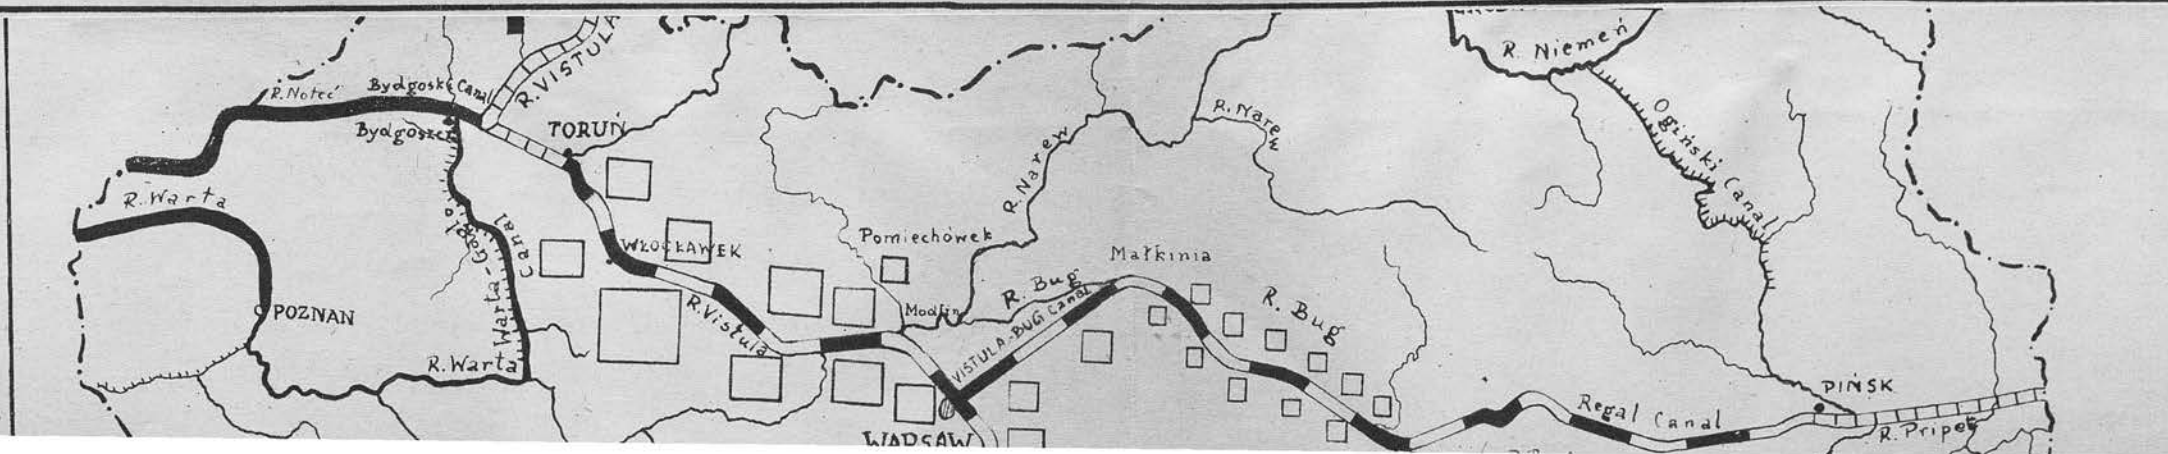 R. Niemeń
R. VISTULA
R. Noteć
Bydgoski Canal
Bydgoszcz
TORUŃ
R. Narew
R. Narew
Ogiński Canal
R. Warta
Warta-Gopło
Canal
WŁOCŁAWEK
Pomiechówek
Małkinia
R. Bug
R. Bug
POZNAN
R. Vistula
Modlin
VISTULA-BUG Canal
R. Warta
PIŃSK
Regal Canal
R. Pripet
WARSAW